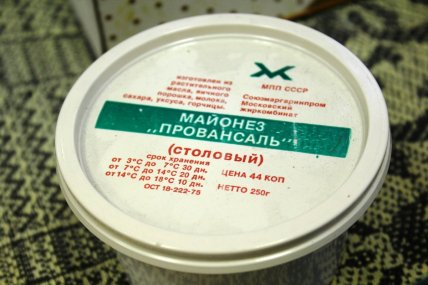 изготовлен из
растительного
масла, яичного
порошка, молока,
сахара, уксуса, горчицы.
МПП СССР
Союзмаргаринпром
Московский
жиркомбинат
МАЙОНЕЗ
„ПРОВАНСАЛЬ"
(СТОЛОВЫЙ)
срок хранения
от 3°С до 7°С 30 дн.
от 7°С до 14°С 20 дн.
от 14°С до 18°С 10 дн.
ОСТ 18-222-75
ЦЕНА 44 КОП
НЕТТО 250г